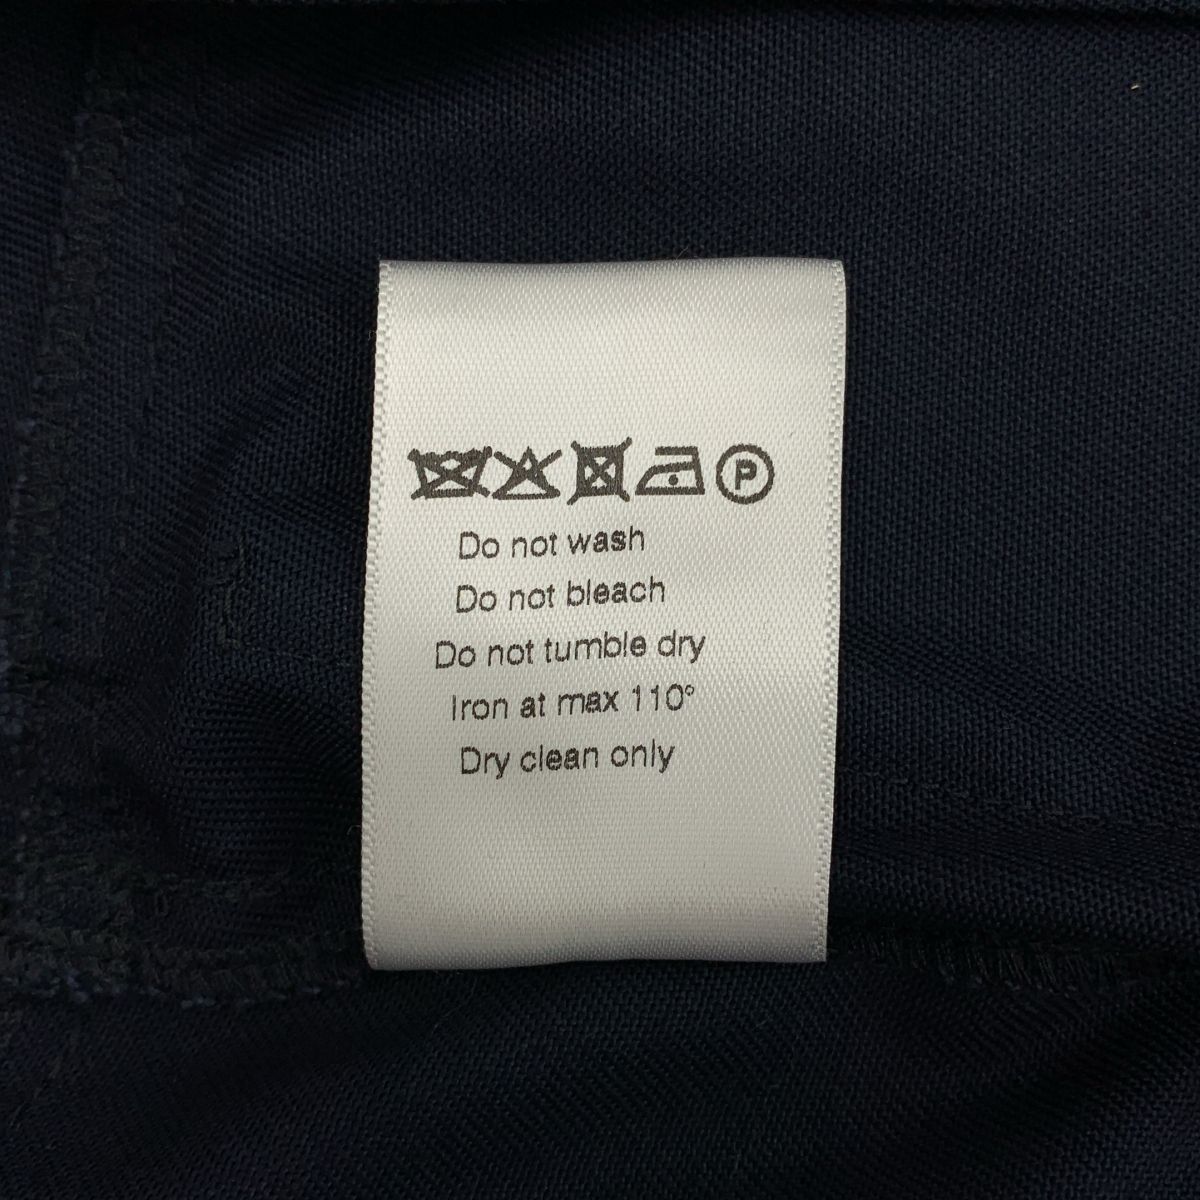 P
Do not wash
Do not bleach
Do not tumble dry
Iron at max 110°
Dry clean only